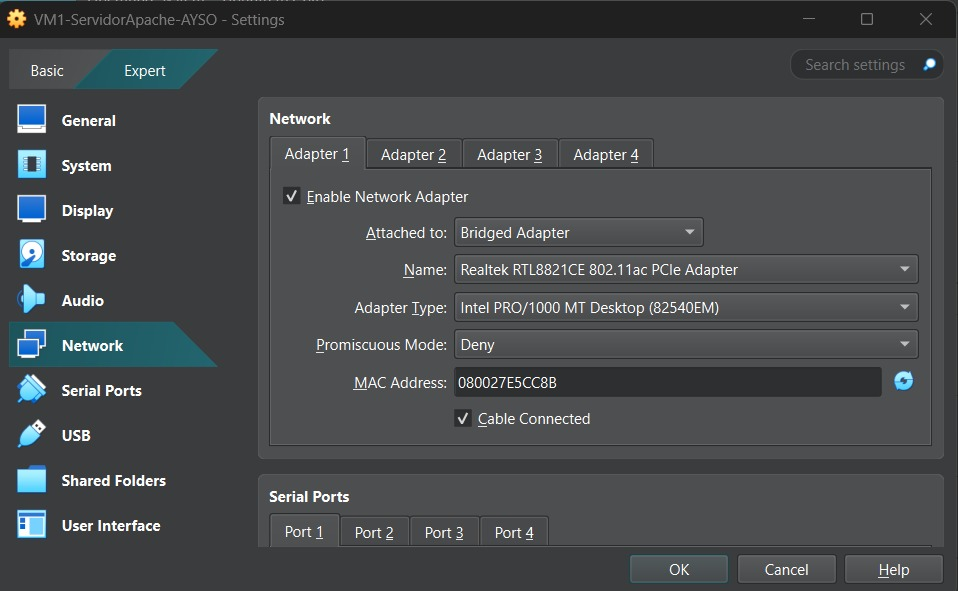 VM1-ServidorApache-AYSO - Settings
Basic
Expert
Search settings
General
System
Display
Storage
Audio
Network
Serial Ports
USB
Shared Folders
User Interface
Network
Adapter 1
Adapter 2
Adapter 3
Adapter 4
Enable Network Adapter
Attached to: Bridged Adapter
Name: Realtek RTL8821CE 802.11ac PCIe Adapter
Adapter Type: Intel PRO/1000 MT Desktop (82540EM)
Promiscuous Mode: Deny
MAC Address: 080027E5CC8B
Cable Connected
Serial Ports
Port 1
Port 2
Port 3
Port 4
OK
Cancel
Help